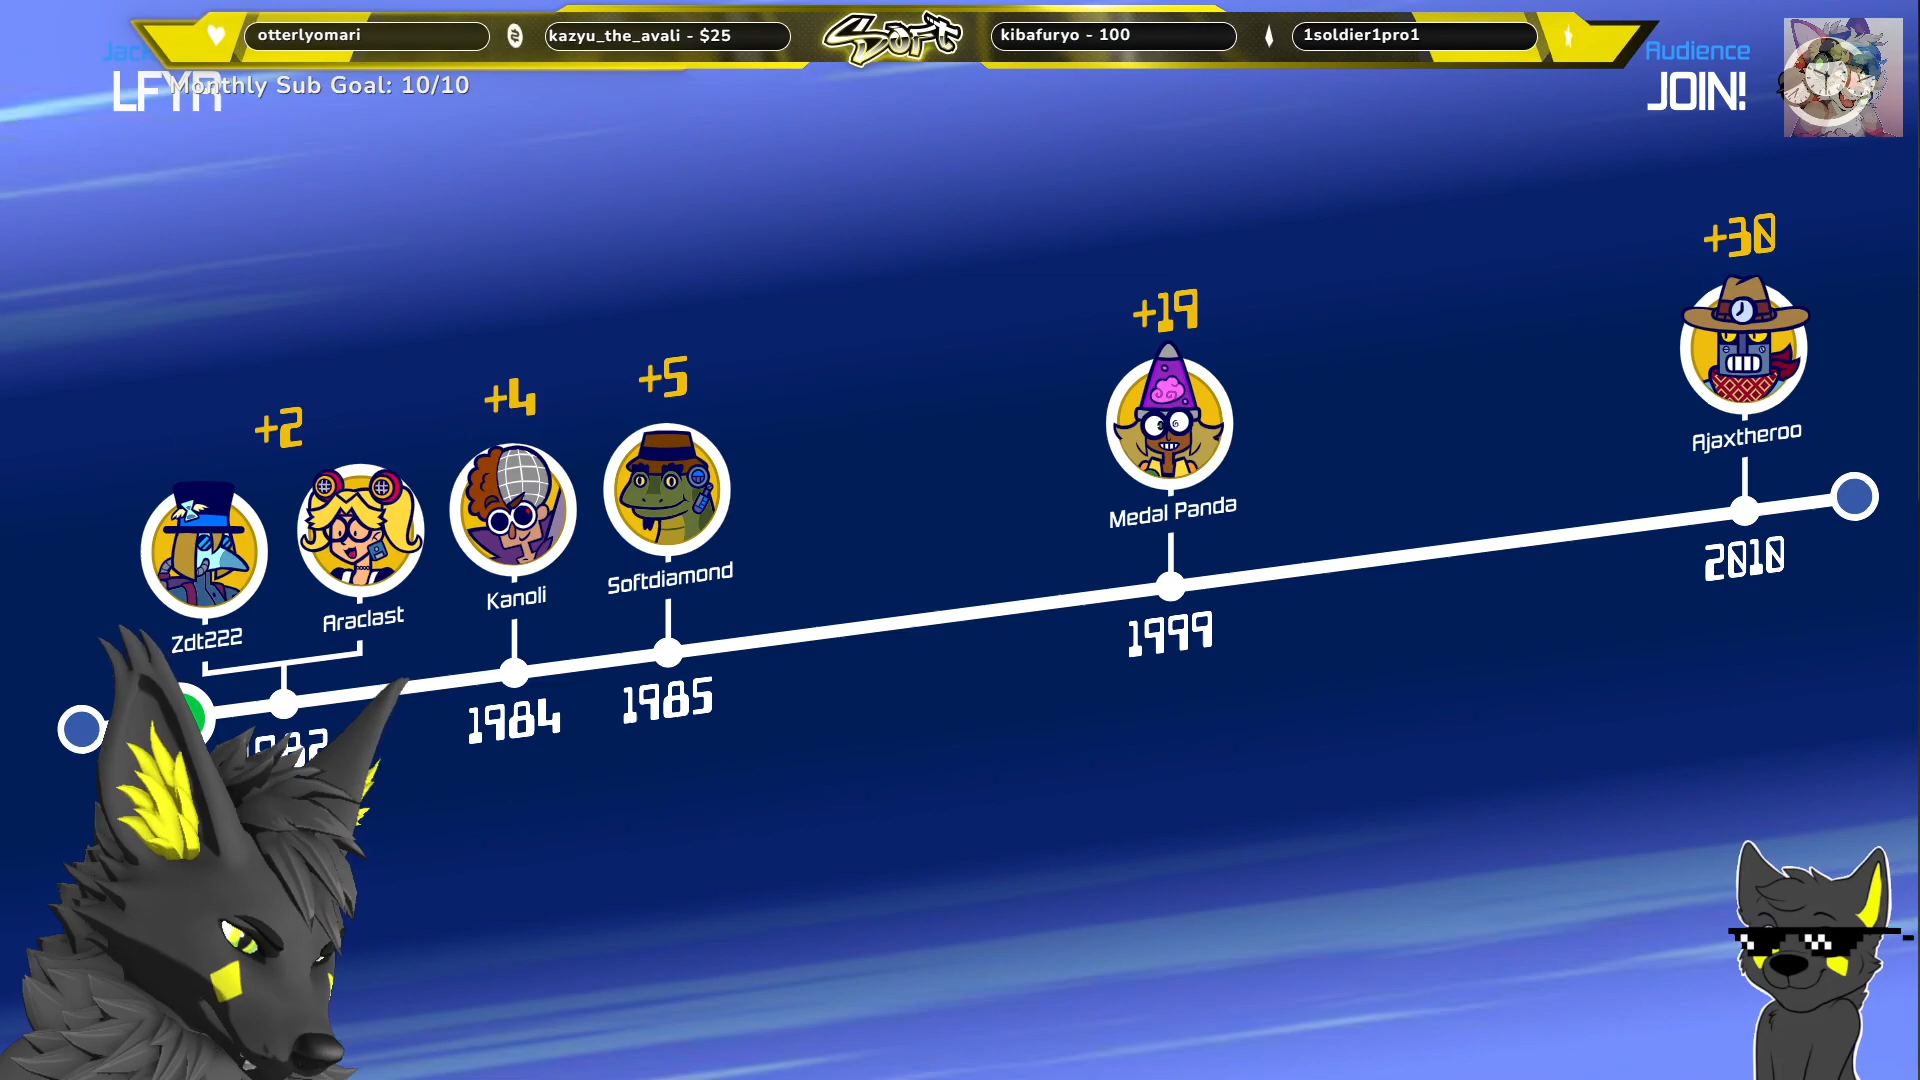 otterlyomari
kazyu_the_avali - $25
Soft
kibafuryo - 100
1soldier1pro1
Monthly Sub Goal: 10/10
Audience
JOIN!
+30
+19
+5
+4
+2
Ajaxtheroo
Medal Panda
Softdiamond
Kanoli
Araclast
Zdt222
2010
1999
1985
1984